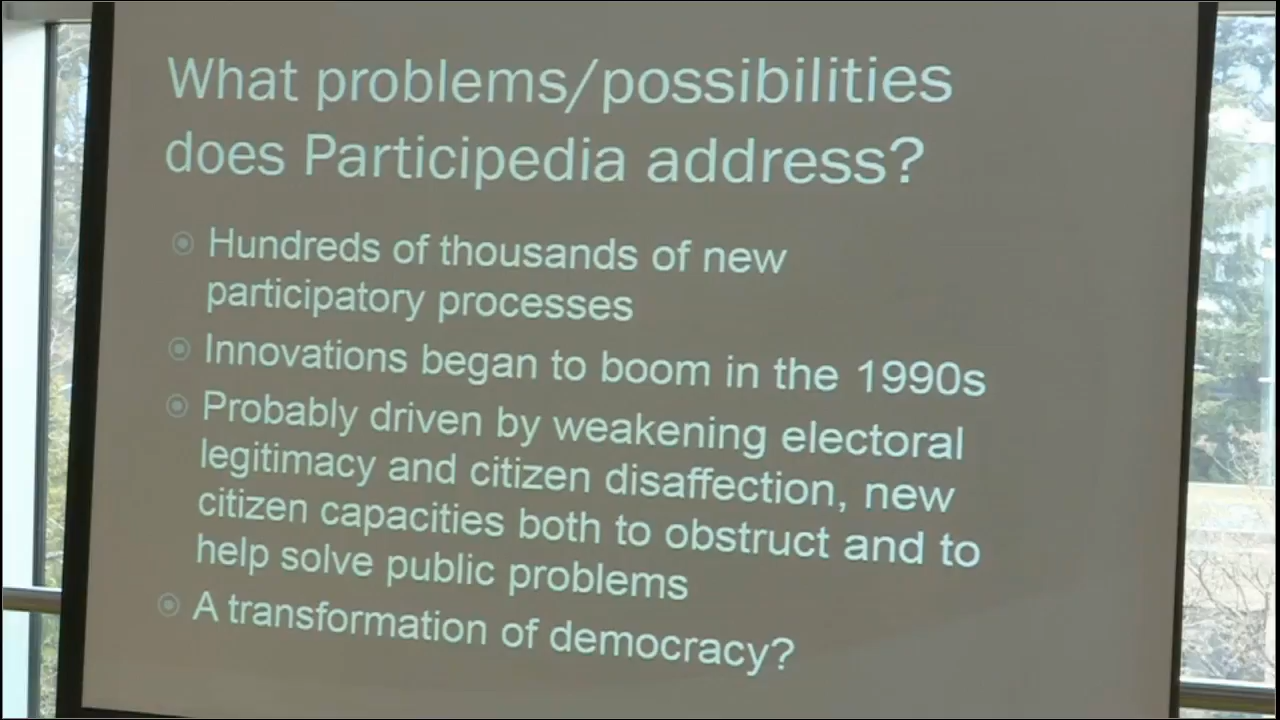 What problems/possibilities
does Participedia address?
Hundreds of thousands of new
participatory processes
Innovations began to boom in the 1990s
Probably driven by weakening electoral
legitimacy and citizen disaffection, new
citizen capacities both to obstruct and to
help solve public problems
A transformation of democracy?